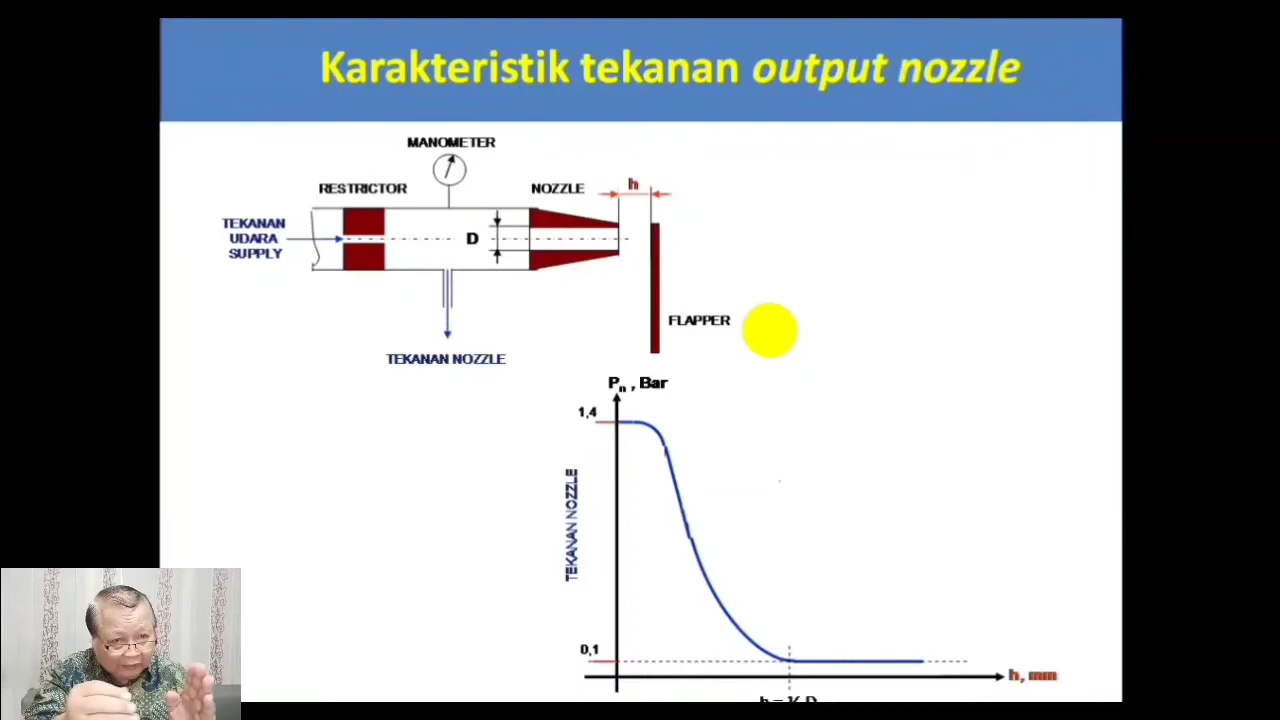 Karakteristik tekanan output nozzle
MANOMETER
RESTRICTOR
NOZZLE
h
TEKANAN
UDARA
SUPPLY
D
FLAPPER
TEKANAN NOZZLE
Pn , Bar
1,4
TEKANAN NOZZLE
0,1
h, mm